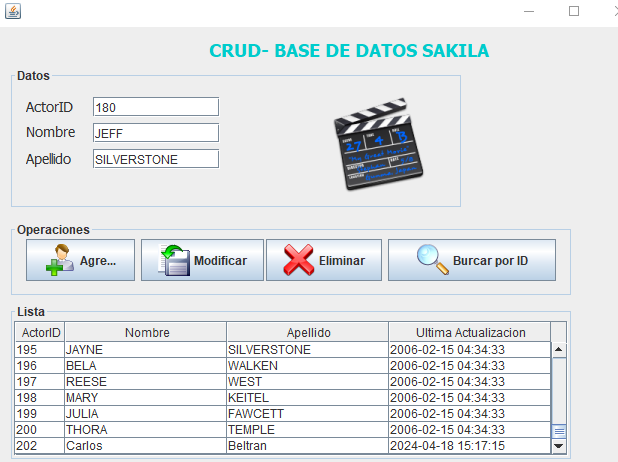 CRUD- BASE DE DATOS SAKILA
Datos
ActorID 180
Nombre JEFF
Apellido SILVERSTONE
Operaciones
Agre... Modificar Eliminar Burcar por ID
Lista
ActorID Nombre Apellido Ultima Actualizacion
195 JAYNE SILVERSTONE 2006-02-15 04:34:33
196 BELA WALKEN 2006-02-15 04:34:33
197 REESE WEST 2006-02-15 04:34:33
198 MARY KEITEL 2006-02-15 04:34:33
199 JULIA FAWCETT 2006-02-15 04:34:33
200 THORA TEMPLE 2006-02-15 04:34:33
202 Carlos Beltran 2024-04-18 15:17:15